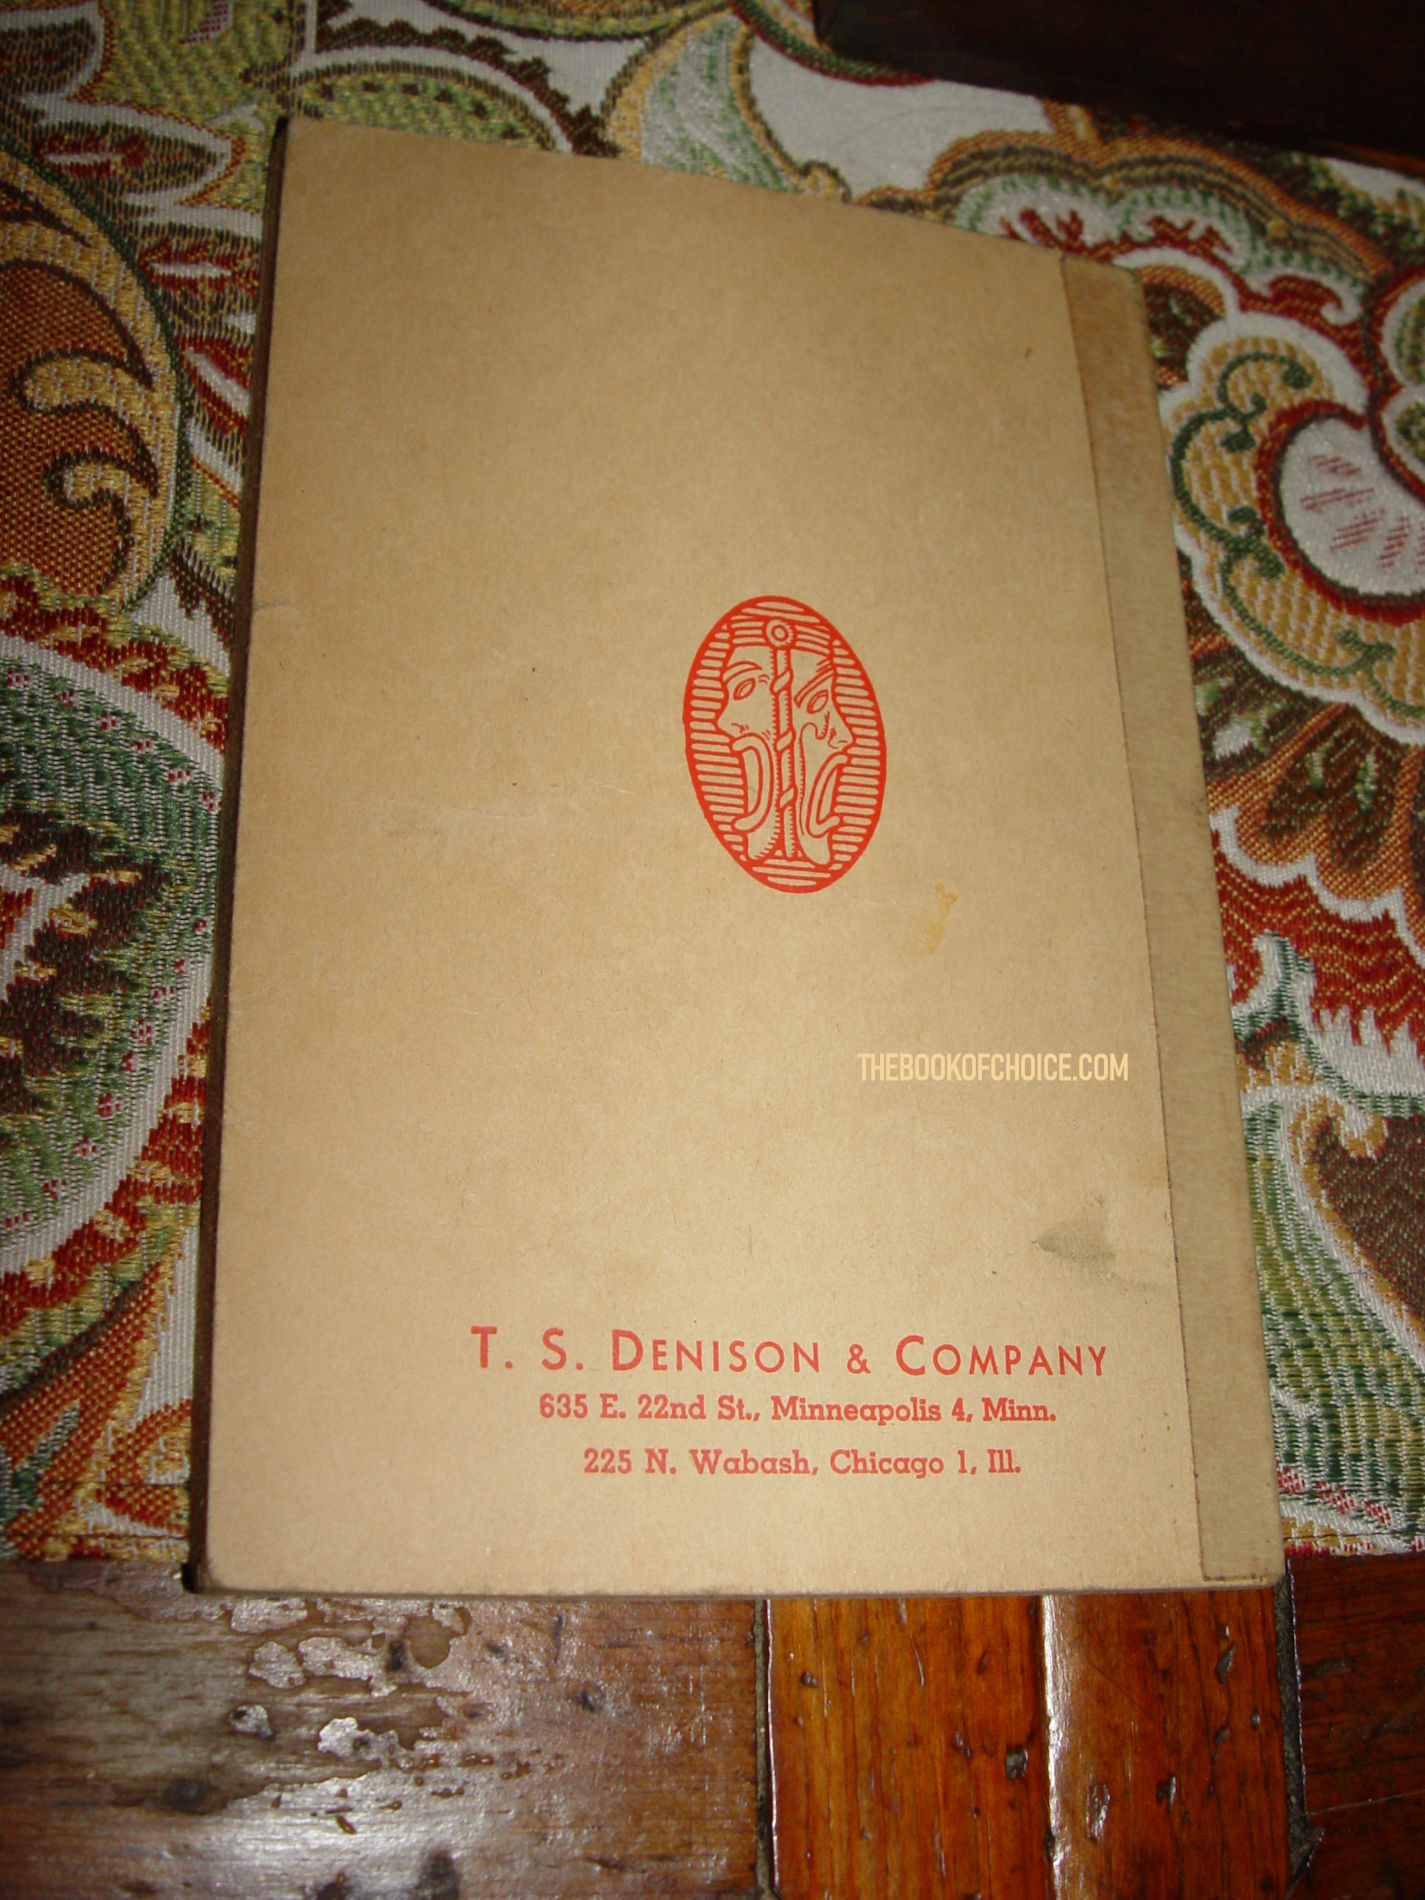 THEBOOKOFCHOICE.COM
T. S. DENISON & COMPANY
635 E. 22nd St., Minneapolis 4, Minn.
225 N. Wabash, Chicago 1, Ill.